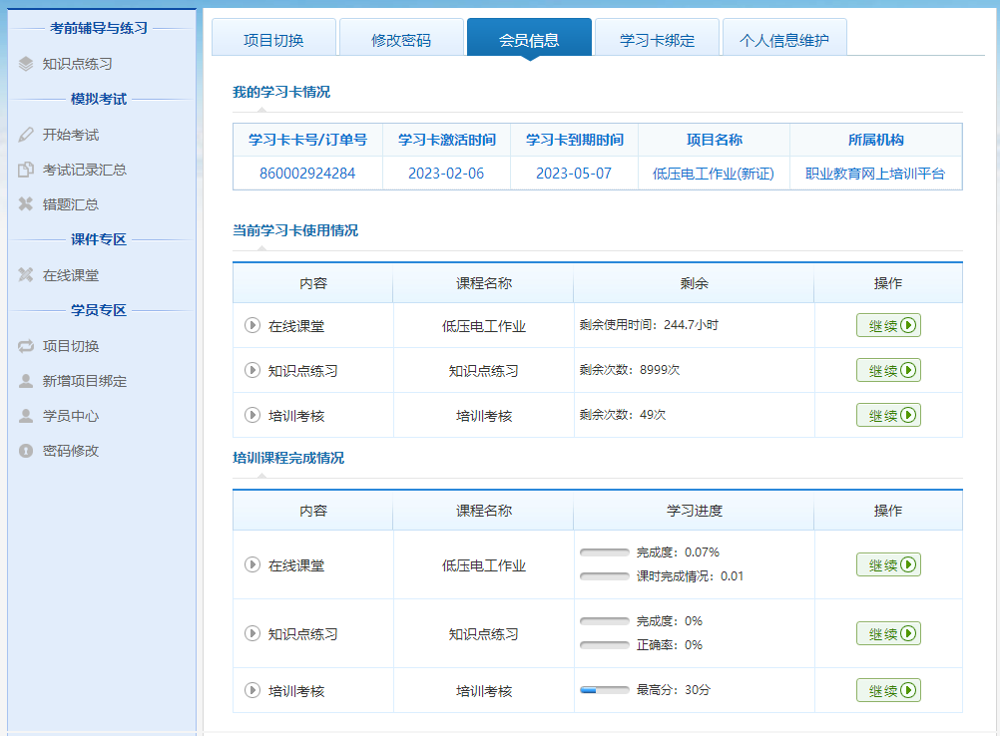 考前辅导与练习
知识点练习
模拟考试
开始考试
考试记录汇总
错题汇总
课件专区
在线课堂
学员专区
项目切换
新增项目绑定
学员中心
密码修改
项目切换 修改密码 会员信息 学习卡绑定 个人信息维护
我的学习卡情况
学习卡卡号/订单号 学习卡激活时间 学习卡到期时间 项目名称 所属机构
860002924284 2023-02-06 2023-05-07 低压电工作业(新证) 职业教育网上培训平台
当前学习卡使用情况
内容 课程名称 剩余 操作
在线课堂 低压电工作业 剩余使用时间：244.7小时 继续
知识点练习 知识点练习 剩余次数：8999次 继续
培训考核 培训考核 剩余次数：49次 继续
培训课程完成情况
内容 课程名称 学习进度 操作
在线课堂 低压电工作业 完成度：0.07% 继续
课时完成情况：0.01
知识点练习 知识点练习 完成度：0% 继续
正确率：0%
培训考核 培训考核 最高分：30分 继续